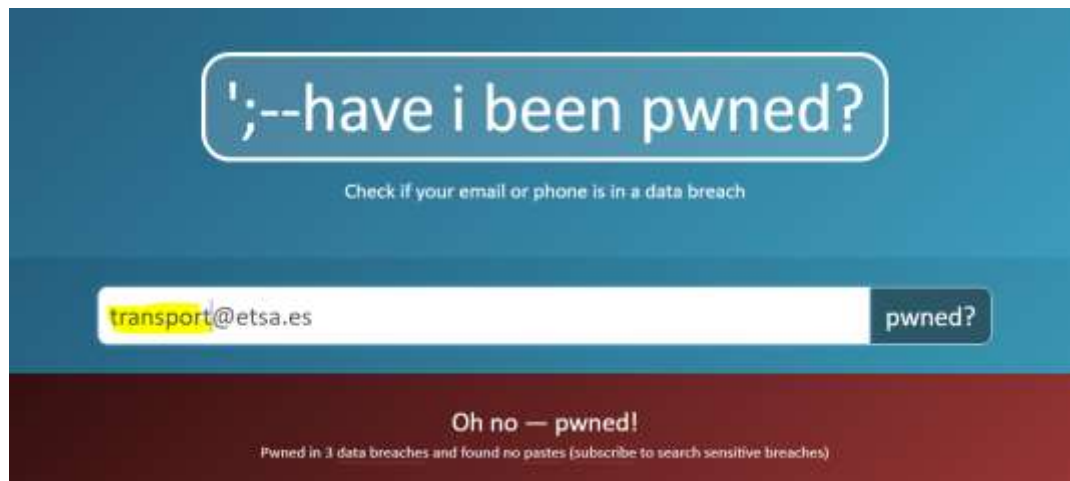 ';--have i been pwned?
Check if your email or phone is in a data breach
transport@etsa.es
pwned?
Oh no — pwned!
Pwned in 3 data breaches and found no pastes (subscribe to search sensitive breaches)